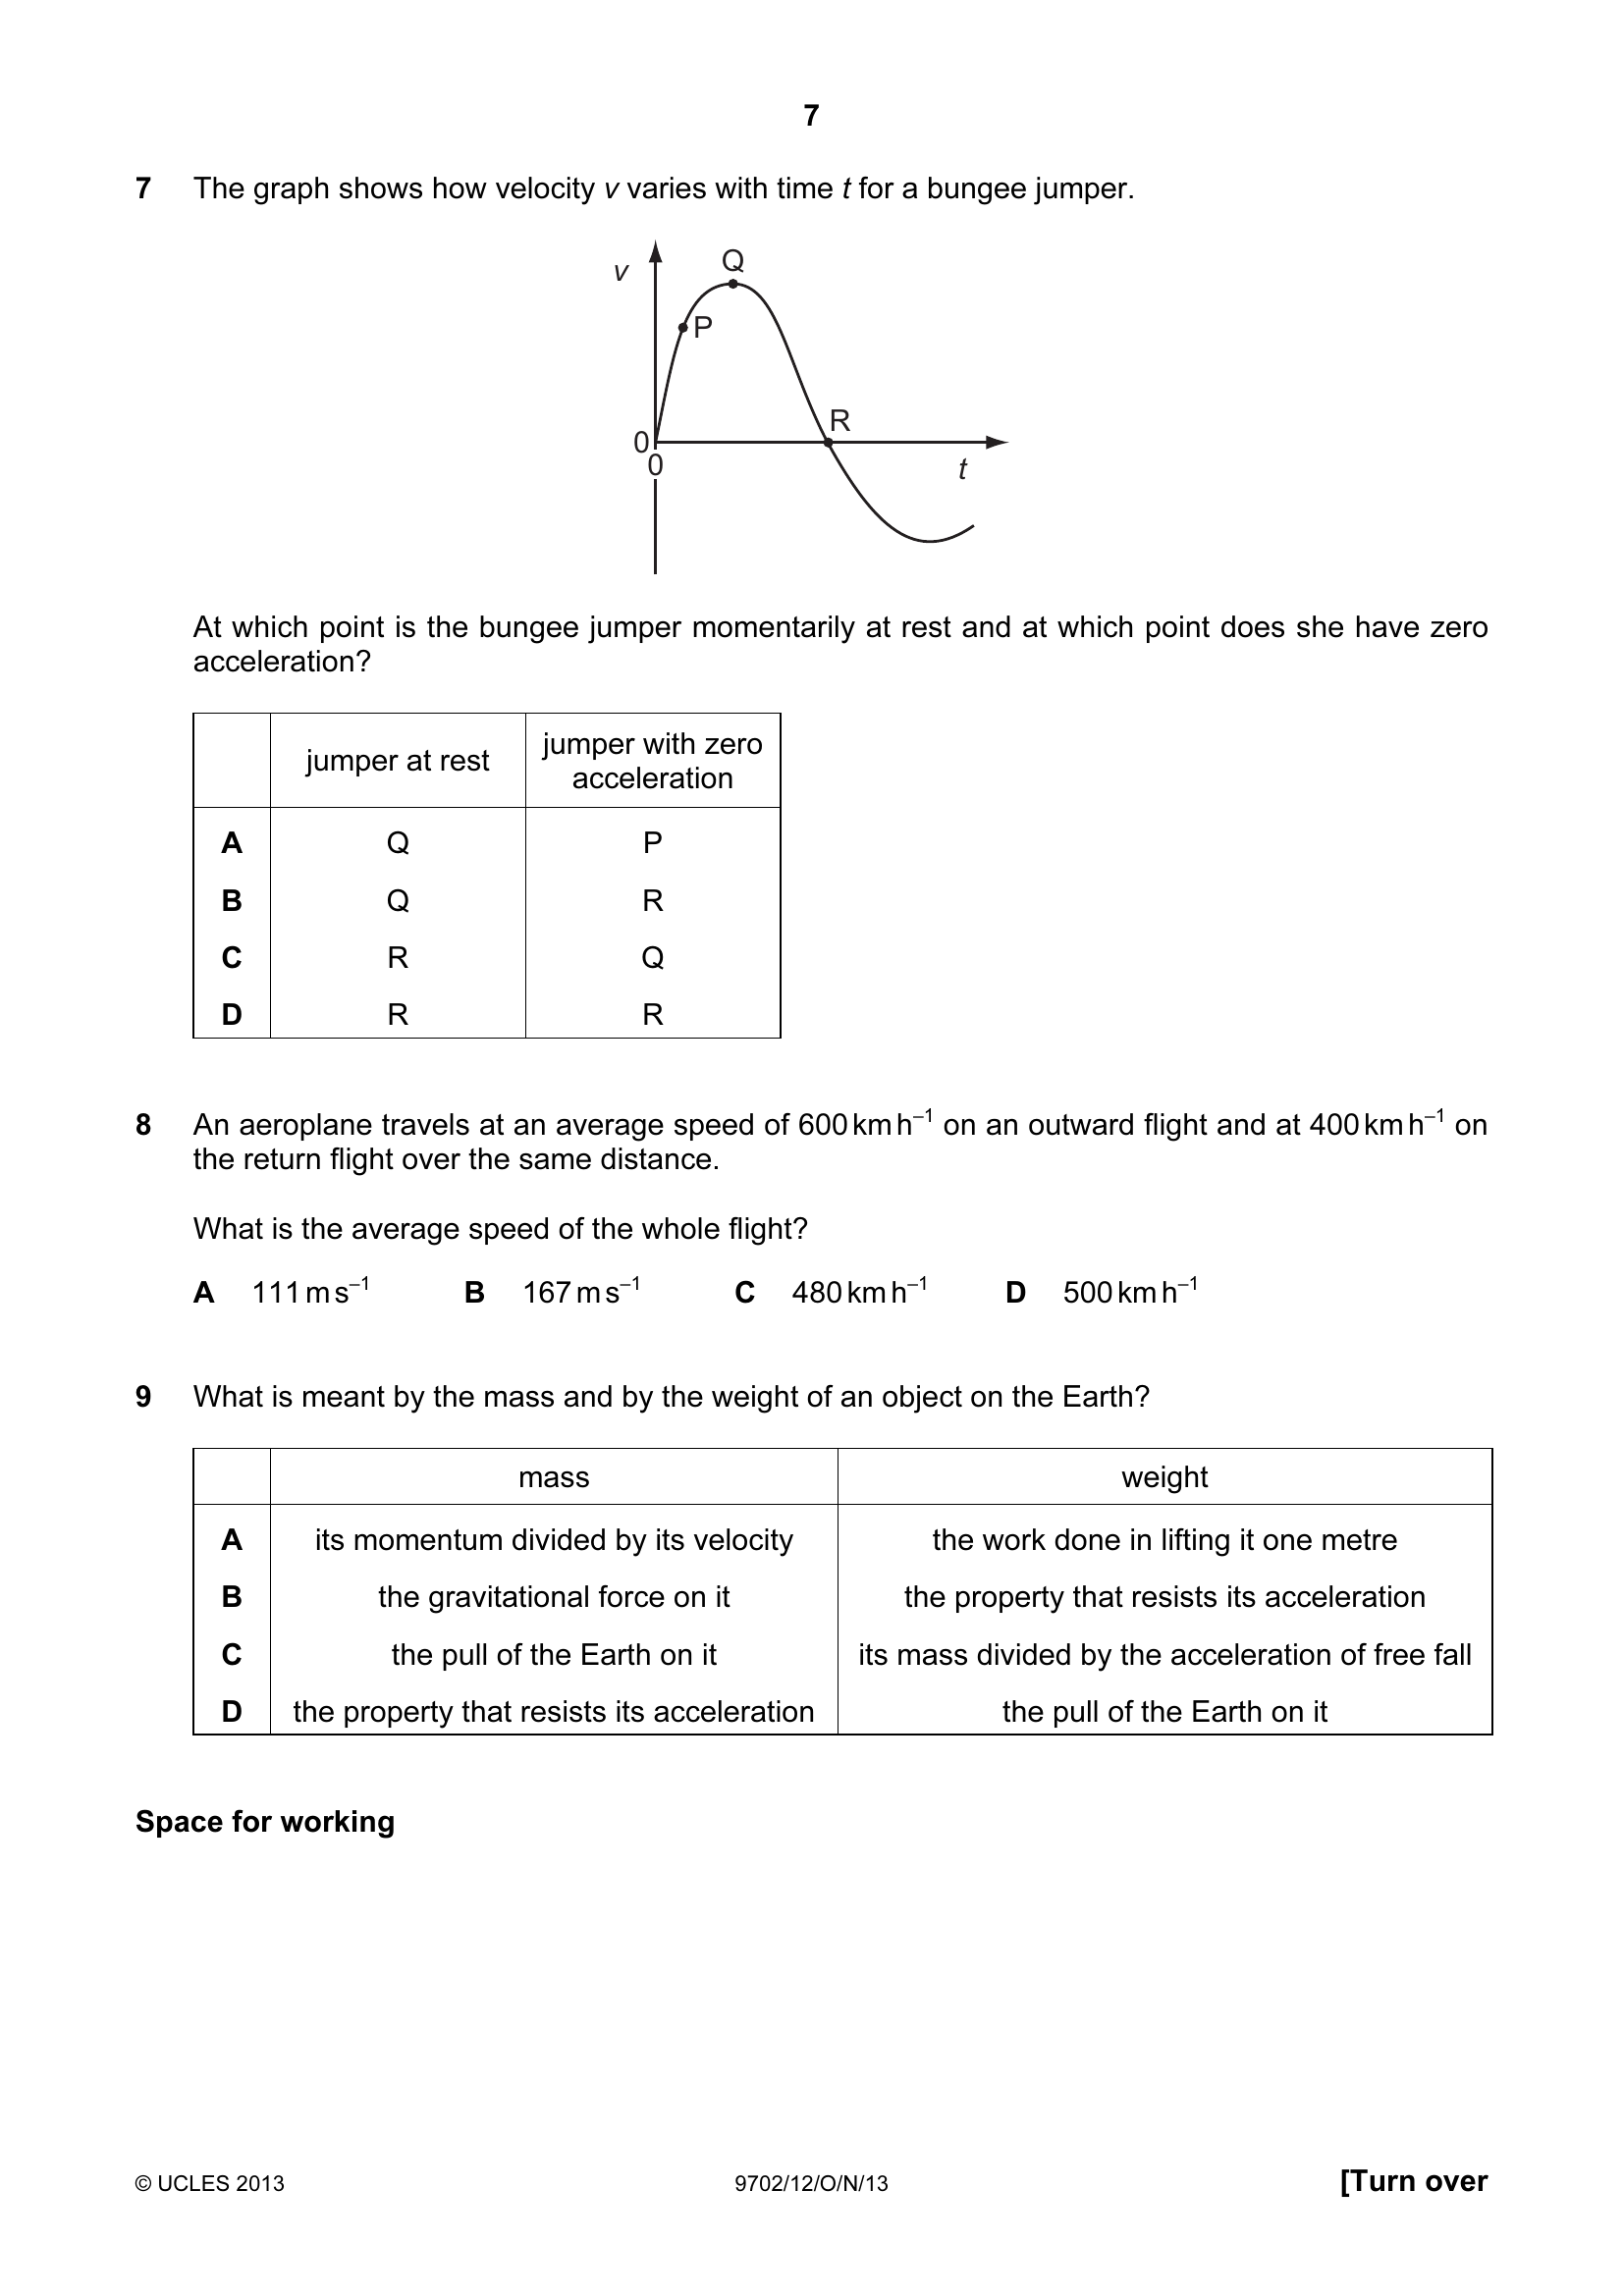 7
7 The graph shows how velocity v varies with time t for a bungee jumper.
v
Q
P
R
0
0
t
At which point is the bungee jumper momentarily at rest and at which point does she have zero
acceleration?
jumper at rest
jumper with zero
acceleration
A Q P
B Q R
C R Q
D R R
8 An aeroplane travels at an average speed of 600 km h⁻¹ on an outward flight and at 400 km h⁻¹ on
the return flight over the same distance.
What is the average speed of the whole flight?
A 111 m s⁻¹ B 167 m s⁻¹ C 480 km h⁻¹ D 500 km h⁻¹
9 What is meant by the mass and by the weight of an object on the Earth?
mass weight
A its momentum divided by its velocity the work done in lifting it one metre
B the gravitational force on it the property that resists its acceleration
C the pull of the Earth on it its mass divided by the acceleration of free fall
D the property that resists its acceleration the pull of the Earth on it
Space for working
© UCLES 2013 9702/12/O/N/13 [Turn over